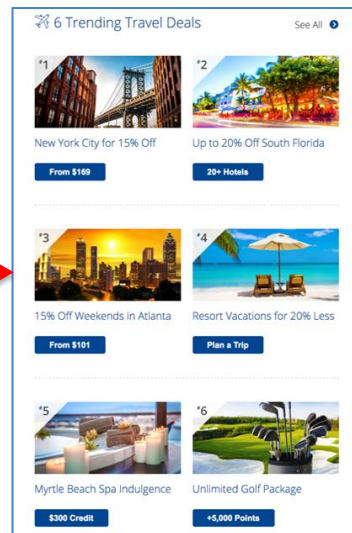 6 Trending Travel Deals See All
#1 #2
New York City for 15% Off Up to 20% Off South Florida
From $169 20+ Hotels
#3 #4
15% Off Weekends in Atlanta Resort Vacations for 20% Less
From $101 Plan a Trip
#5 #6
Myrtle Beach Spa Indulgence Unlimited Golf Package
$300 Credit +5,000 Points